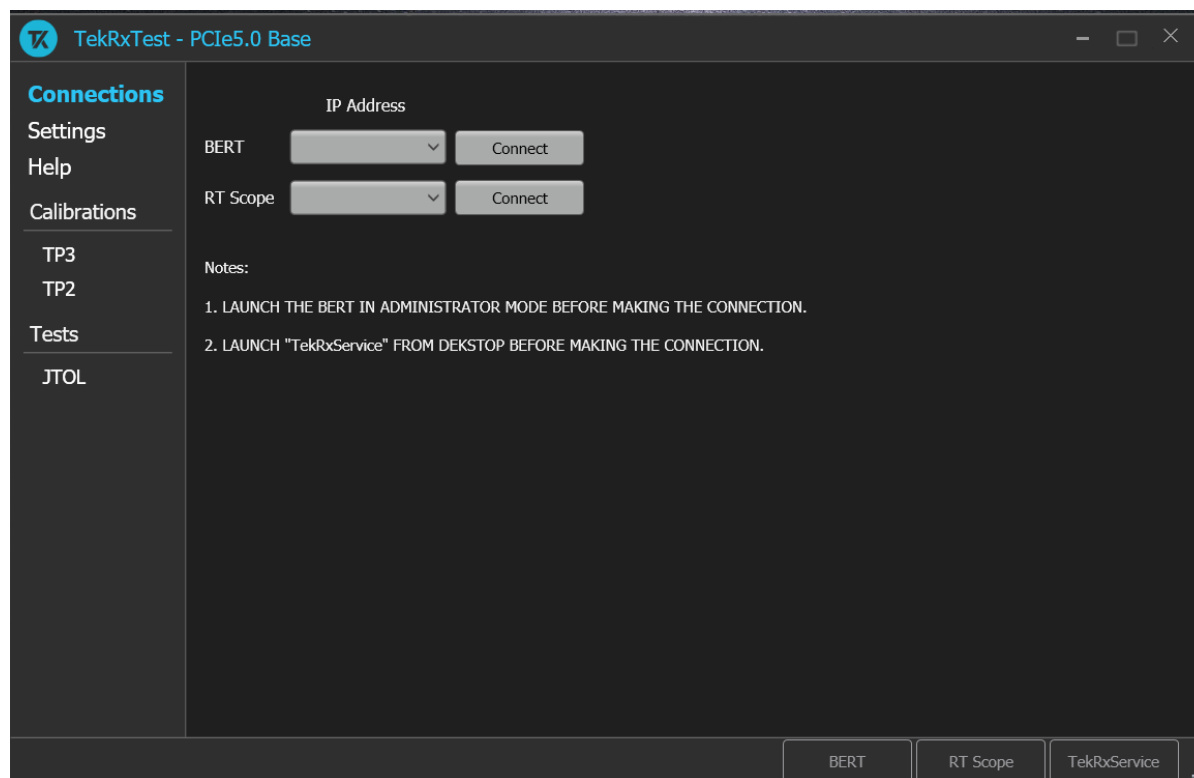 TekRxTest - PCIe5.0 Base
Connections
Settings
Help
Calibrations
TP3
TP2
Tests
JTOL
IP Address
BERT Connect
RT Scope Connect
Notes:
1. LAUNCH THE BERT IN ADMINISTRATOR MODE BEFORE MAKING THE CONNECTION.
2. LAUNCH "TekRxService" FROM DEKSTOP BEFORE MAKING THE CONNECTION.
BERT RT Scope TekRxService